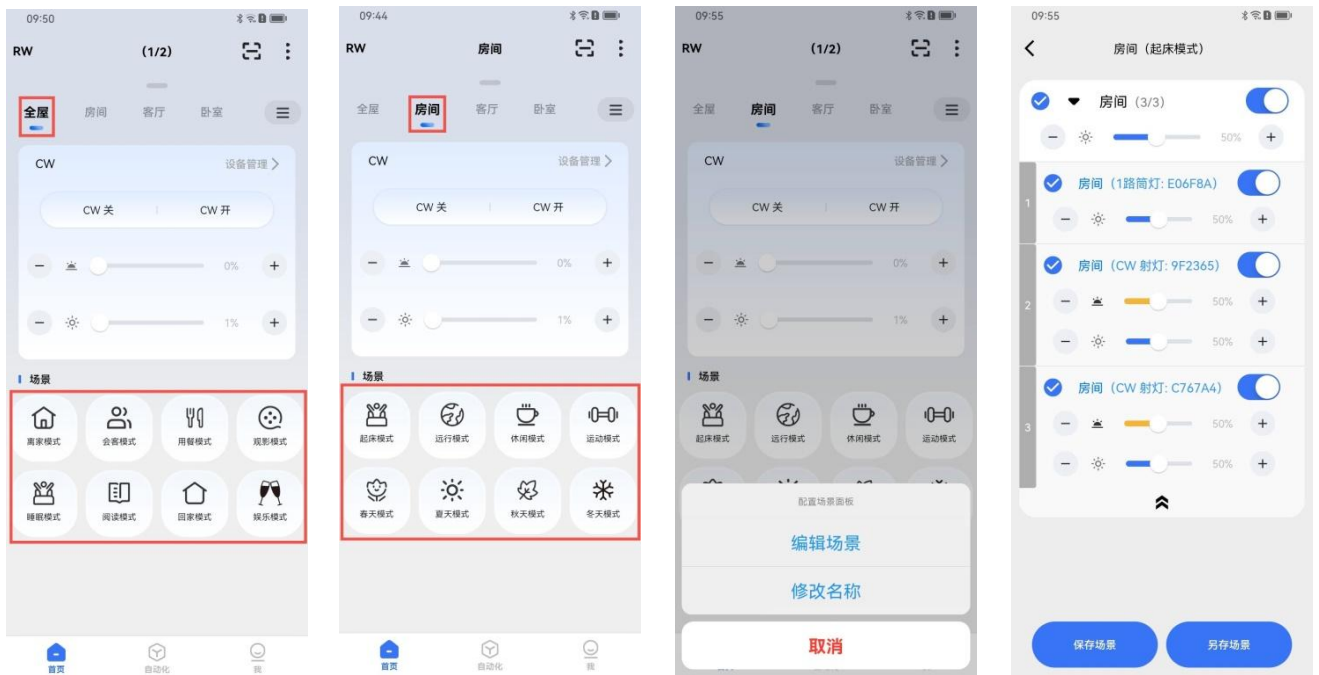 09:50
RW (1/2)
全屋 房间 客厅 卧室
CW 设备管理
CW 关 CW 开
0%
1%
场景
离家模式 会客模式 用餐模式 观影模式
睡眠模式 阅读模式 回家模式 娱乐模式
首页 自动化 我
09:44
RW 房间
全屋 房间 客厅 卧室
CW 设备管理
CW 关 CW 开
0%
1%
场景
起床模式 远行模式 休闲模式 运动模式
春天模式 夏天模式 秋天模式 冬天模式
首页 自动化 我
09:55
RW (1/2)
全屋 房间 客厅 卧室
CW 设备管理
CW 关 CW 开
0%
1%
场景
起床模式 远行模式 休闲模式 运动模式
配置场景面板
编辑场景
修改名称
取消
09:55
房间（起床模式）
房间（3/3）
50%
1
房间（1路筒灯: E06F8A）
50%
2
房间（CW 射灯: 9F2365）
50%
50%
3
房间（CW 射灯: C767A4）
50%
50%
保存场景 另存场景